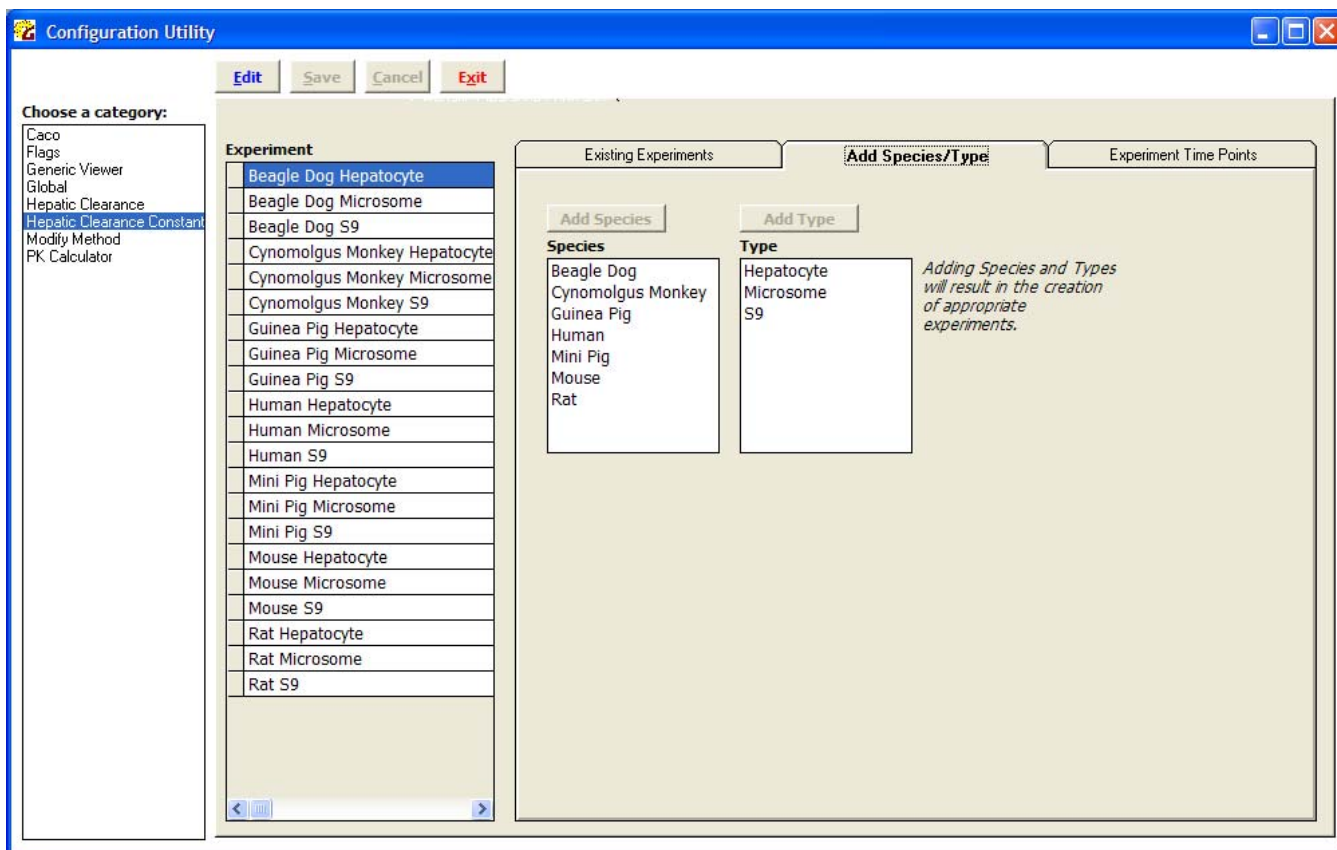 Configuration Utility
Edit
Save
Cancel
Exit
Choose a category:
Caco
Flags
Generic Viewer
Global
Hepatic Clearance
Hepatic Clearance Constant
Modify Method
PK Calculator
Experiment
Beagle Dog Hepatocyte
Beagle Dog Microsome
Beagle Dog S9
Cynomolgus Monkey Hepatocyte
Cynomolgus Monkey Microsome
Cynomolgus Monkey S9
Guinea Pig Hepatocyte
Guinea Pig Microsome
Guinea Pig S9
Human Hepatocyte
Human Microsome
Human S9
Mini Pig Hepatocyte
Mini Pig Microsome
Mini Pig S9
Mouse Hepatocyte
Mouse Microsome
Mouse S9
Rat Hepatocyte
Rat Microsome
Rat S9
Existing Experiments
Add Species/Type
Experiment Time Points
Add Species
Species
Beagle Dog
Cynomolgus Monkey
Guinea Pig
Human
Mini Pig
Mouse
Rat
Add Type
Type
Hepatocyte
Microsome
S9
Adding Species and Types
will result in the creation
of appropriate
experiments.